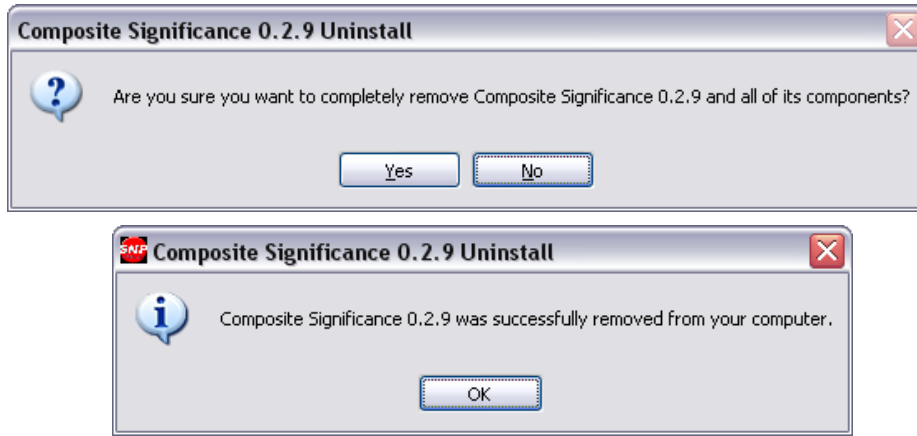 Composite Significance 0.2.9 Uninstall
Are you sure you want to completely remove Composite Significance 0.2.9 and all of its components?
Yes No
SNP Composite Significance 0.2.9 Uninstall
Composite Significance 0.2.9 was successfully removed from your computer.
OK